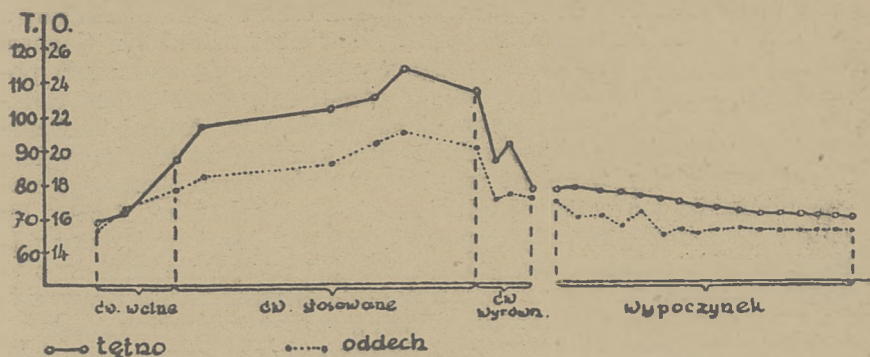 T. O.
120 26
110 24
100 22
90 20
80 18
70 16
60 14
ćw. wolne ćw. stosowane ćw wyrówn. wypoczynek
tętno oddech